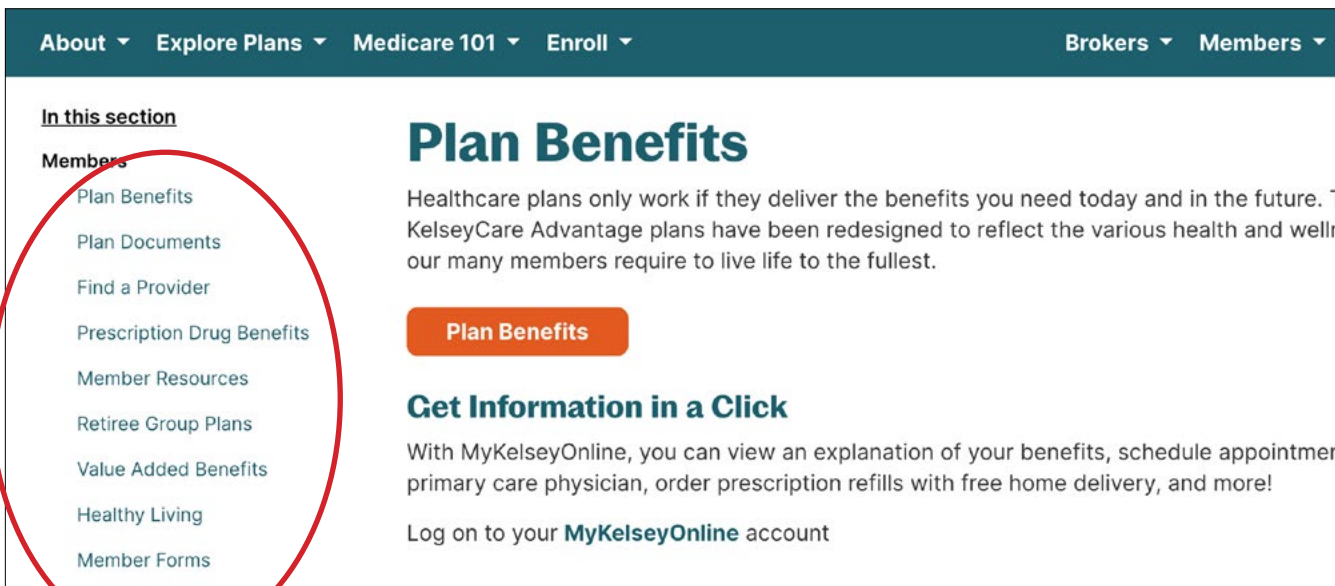 About Explore Plans Medicare 101 Enroll Brokers Members
In this section
Members
Plan Benefits
Plan Documents
Find a Provider
Prescription Drug Benefits
Member Resources
Retiree Group Plans
Value Added Benefits
Healthy Living
Member Forms
Plan Benefits
Healthcare plans only work if they deliver the benefits you need today and in the future.
KelseyCare Advantage plans have been redesigned to reflect the various health and
our many members require to live life to the fullest.
Plan Benefits
Get Information in a Click
With MyKelseyOnline, you can view an explanation of your benefits, schedule
primary care physician, order prescription refills with free home delivery, and more!
Log on to your MyKelseyOnline account